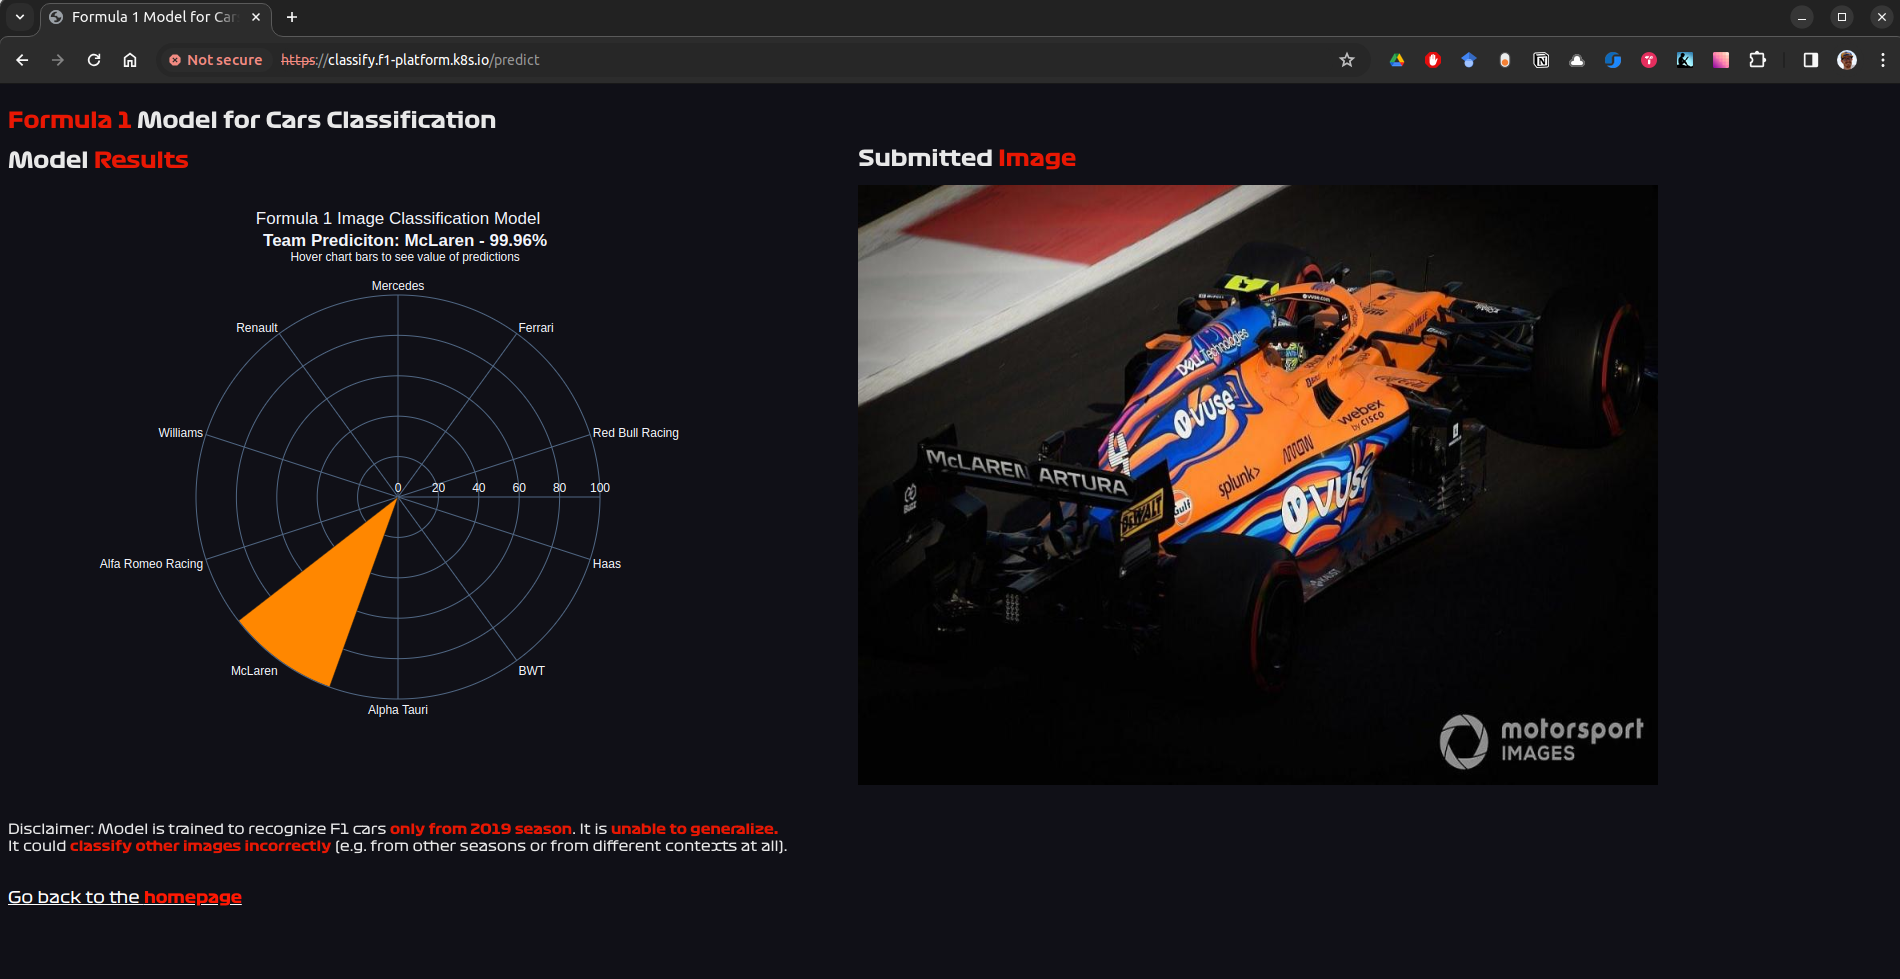 Formula 1 Model for Car
Not secure
https://classify.f1-platform.k8s.io/predict
Formula 1 Model for Cars Classification
Model Results
Submitted Image
Formula 1 Image Classification Model
Team Prediciton: McLaren - 99.96%
Hover chart bars to see value of predictions
Mercedes
Renault
Ferrari
Williams
Red Bull Racing
0 20 40 60 80 100
Alfa Romeo Racing
Haas
McLaren
BWT
Alpha Tauri
DELL Technologies
vuse
webex
by CISCO
splunk>
4
McLAREN ARTURA
DeWALT
Gulf
vuse
Buzz
motorsport
IMAGES
Disclaimer: Model is trained to recognize F1 cars only from 2019 season. It is unable to generalize.
It could classify other images incorrectly (e.g. from other seasons or from different contexts at all).
Go back to the homepage